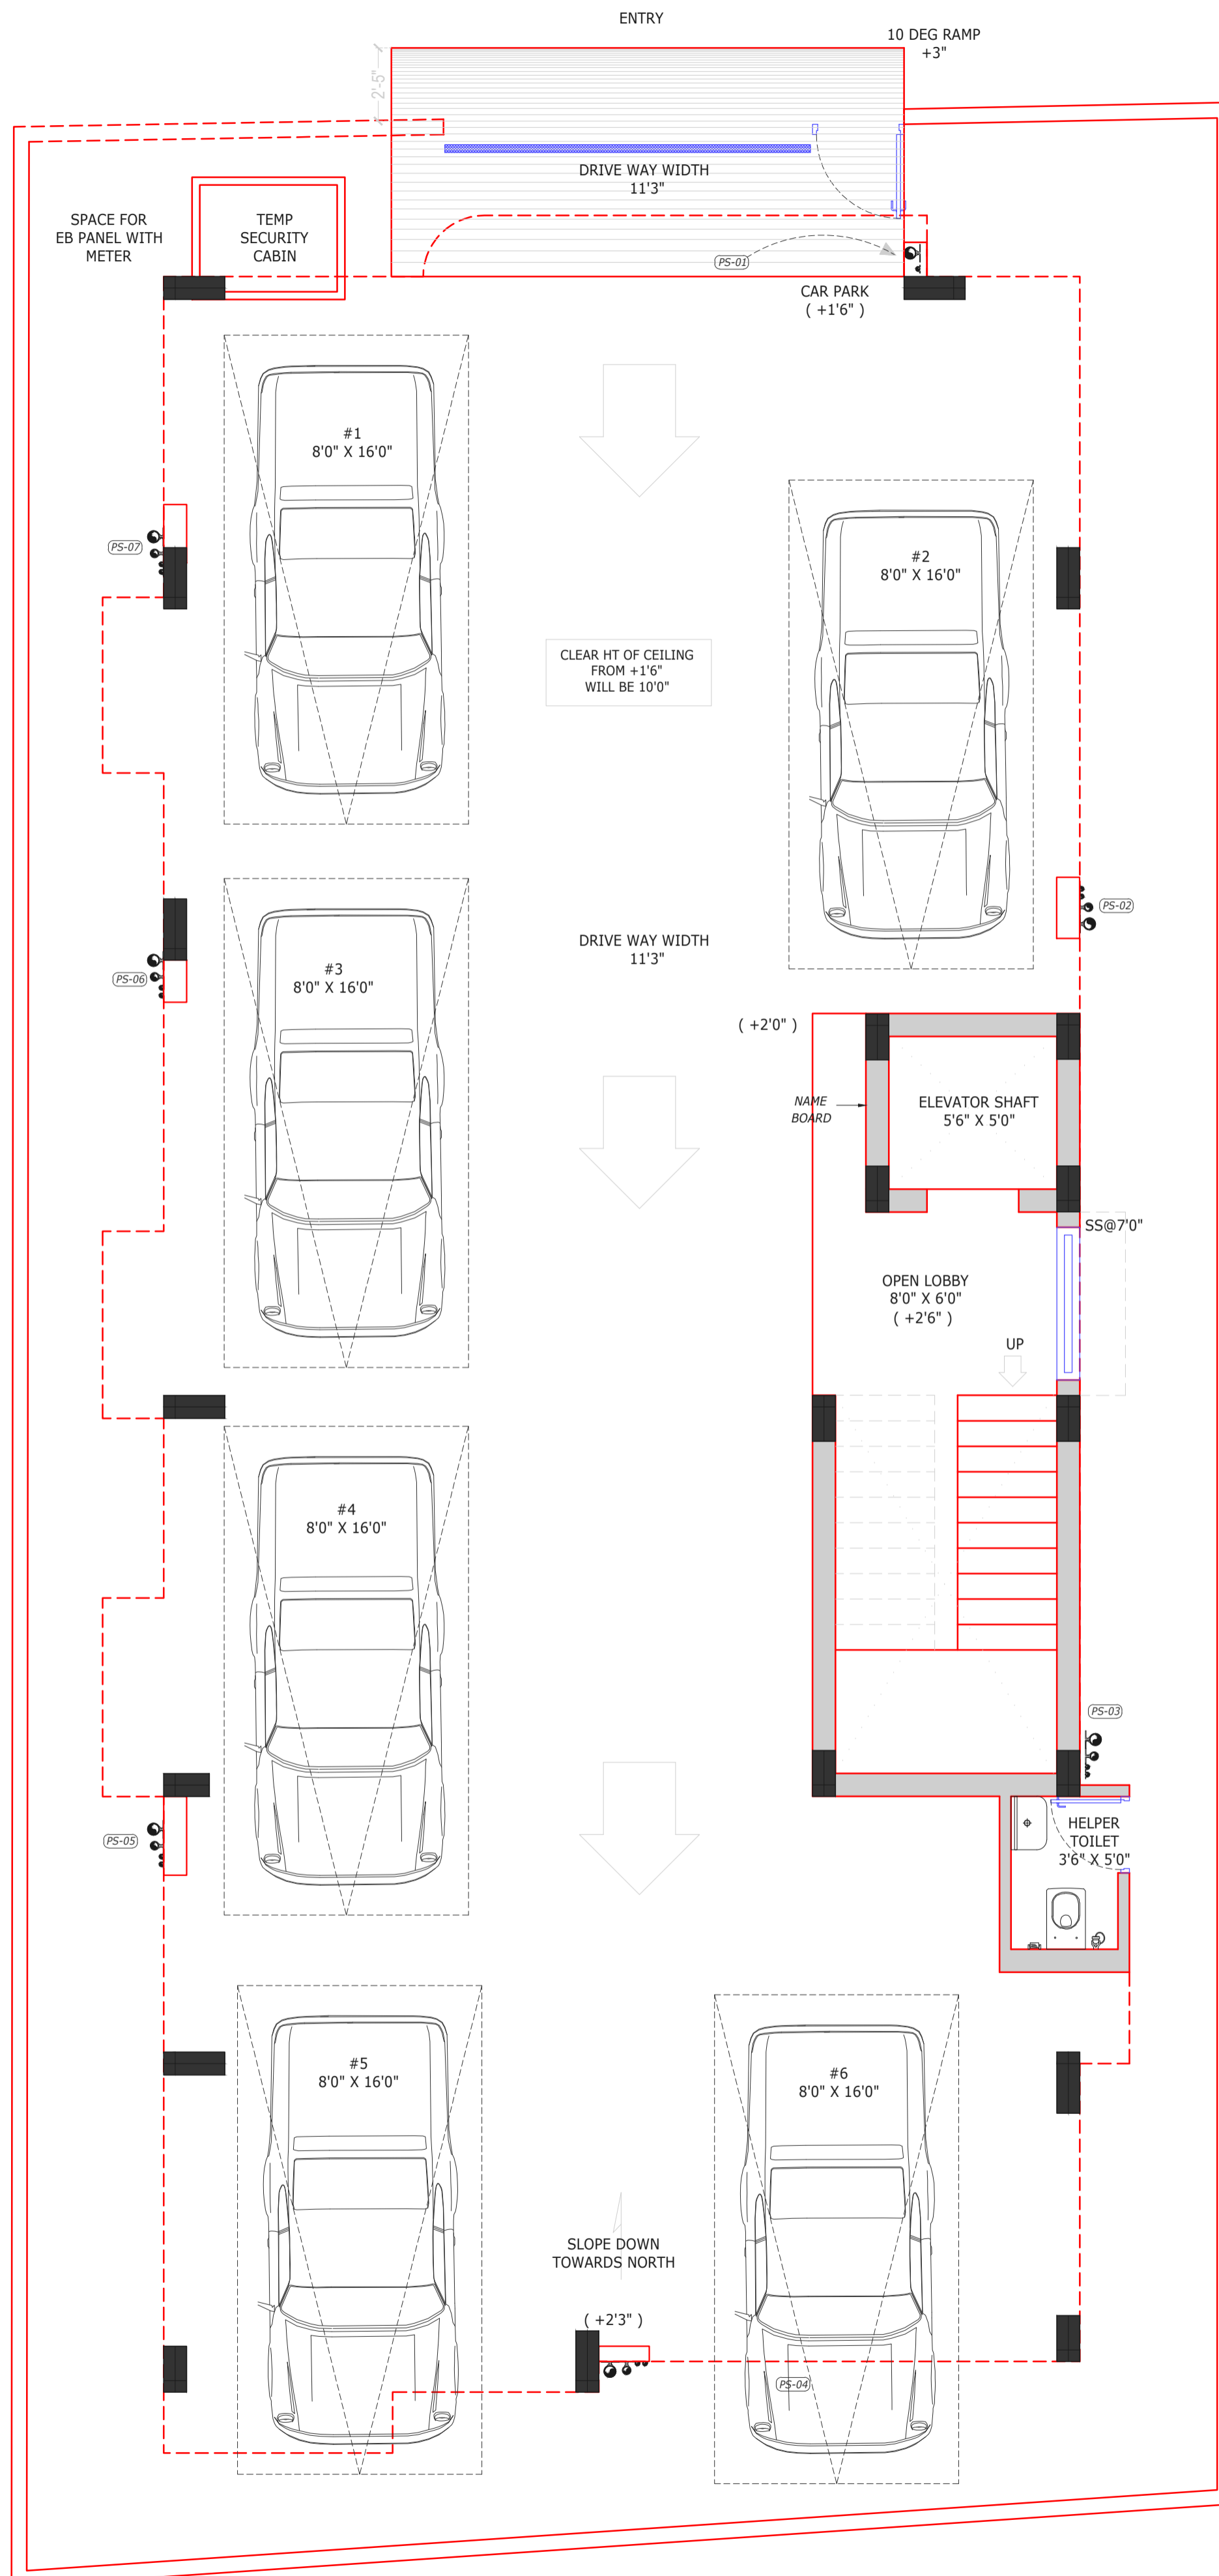 ENTRY
10 DEG RAMP
+3"
2'-5"
DRIVE WAY WIDTH
11'3"
SPACE FOR
EB PANEL WITH
METER
TEMP
SECURITY
CABIN
PS-01
CAR PARK
( +1'6" )
#1
8'0" X 16'0"
PS-07
#2
8'0" X 16'0"
CLEAR HT OF CEILING
FROM +1'6"
WILL BE 10'0"
PS-02
DRIVE WAY WIDTH
11'3"
#3
8'0" X 16'0"
PS-06
( +2'0" )
NAME
BOARD
ELEVATOR SHAFT
5'6" X 5'0"
SS@7'0"
OPEN LOBBY
8'0" X 6'0"
( +2'6" )
UP
#4
8'0" X 16'0"
PS-03
PS-05
HELPER
TOILET
3'6" X 5'0"
#5
8'0" X 16'0"
#6
8'0" X 16'0"
SLOPE DOWN
TOWARDS NORTH
( +2'3" )
PS-04